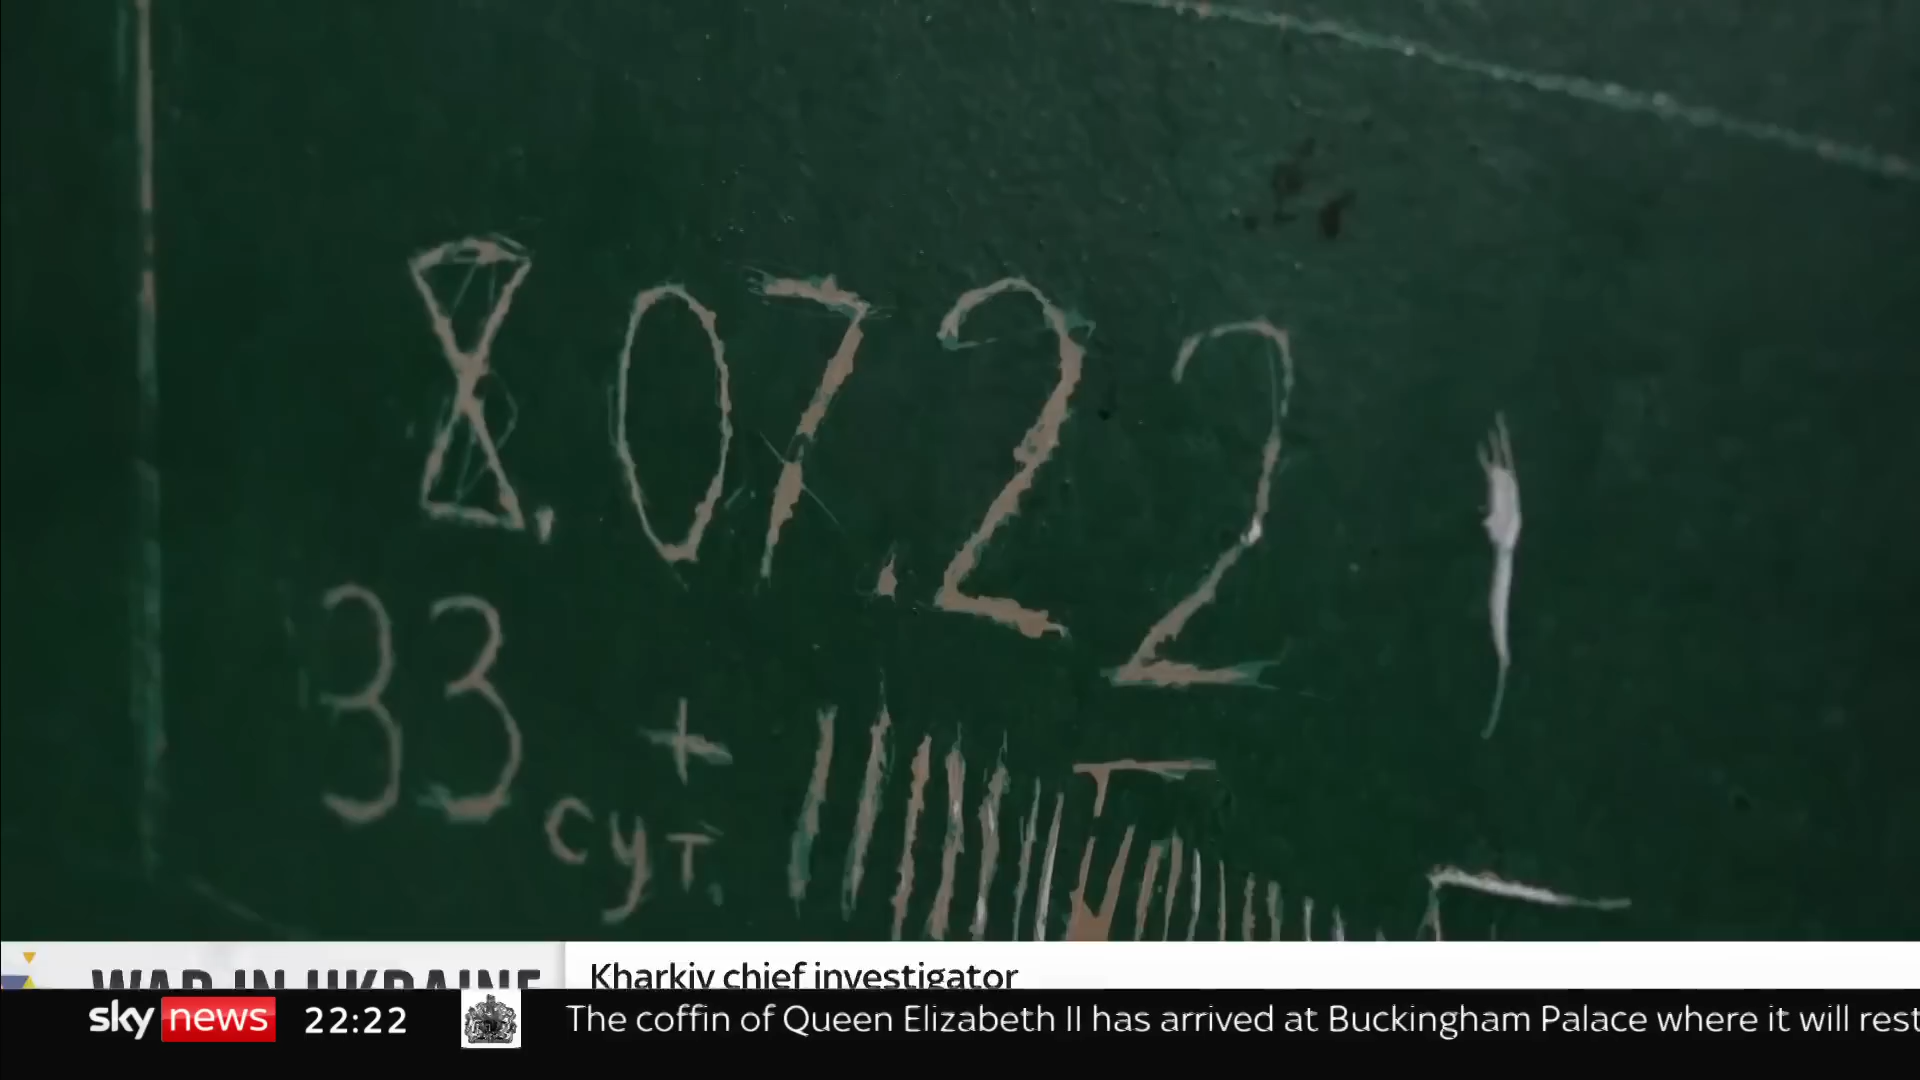 8.07.22
33 сут. +
WAR IN UKRAINE
Kharkiv chief investigator
sky news 22:22 The coffin of Queen Elizabeth II has arrived at Buckingham Palace where it will rest